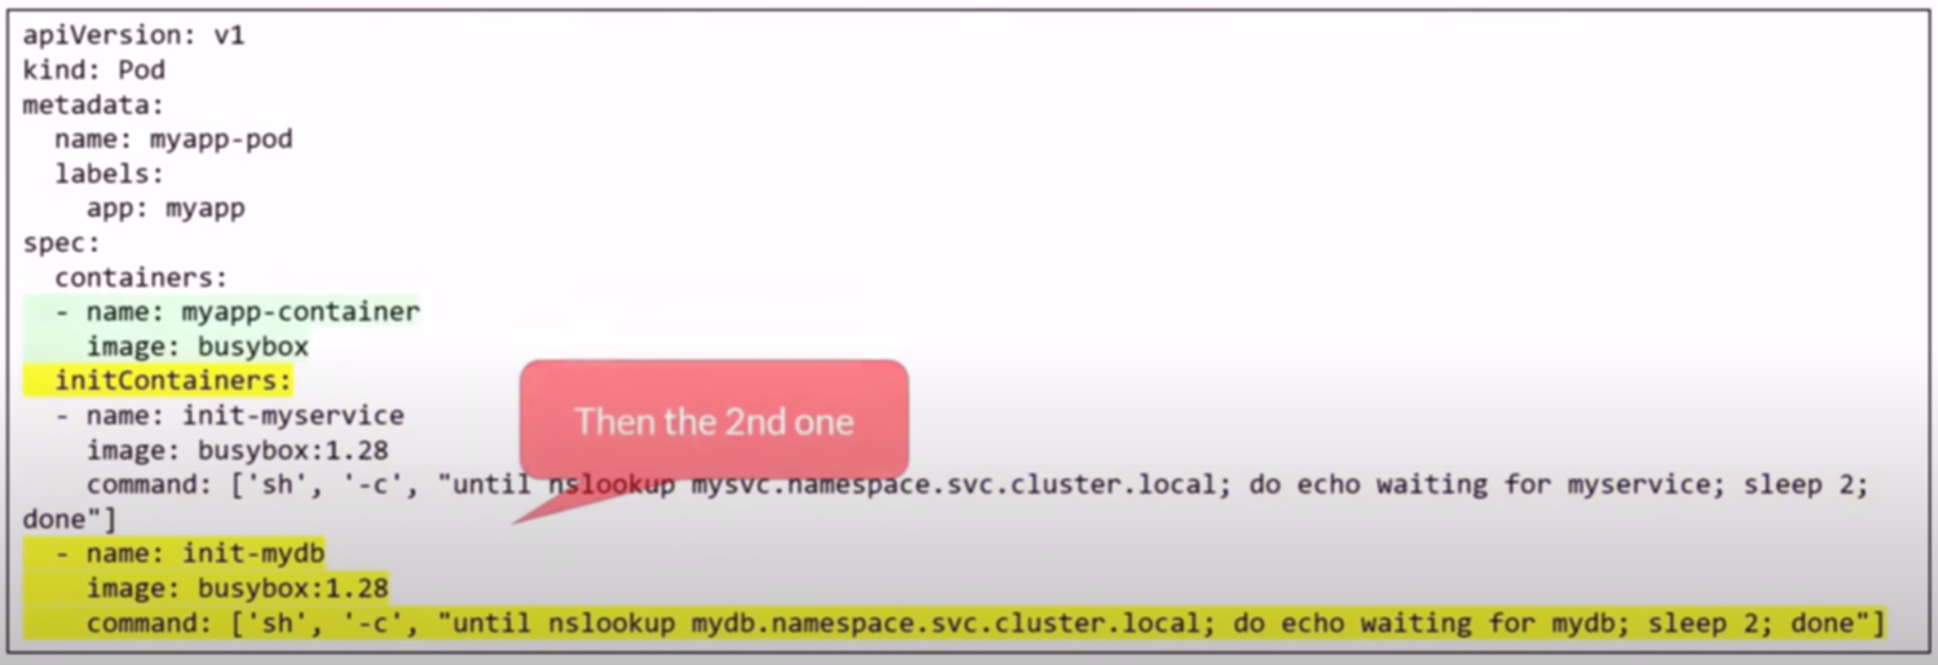 apiVersion: v1
kind: Pod
metadata:
  name: myapp-pod
  labels:
    app: myapp
spec:
  containers:
  - name: myapp-container
    image: busybox
  initContainers:
  - name: init-myservice
    image: busybox:1.28
Then the 2nd one
    command: ['sh', '-c', "until nslookup mysvc.namespace.svc.cluster.local; do echo waiting for myservice; sleep 2;
done"]
  - name: init-mydb
    image: busybox:1.28
    command: ['sh', '-c', "until nslookup mydb.namespace.svc.cluster.local; do echo waiting for mydb; sleep 2; done"]